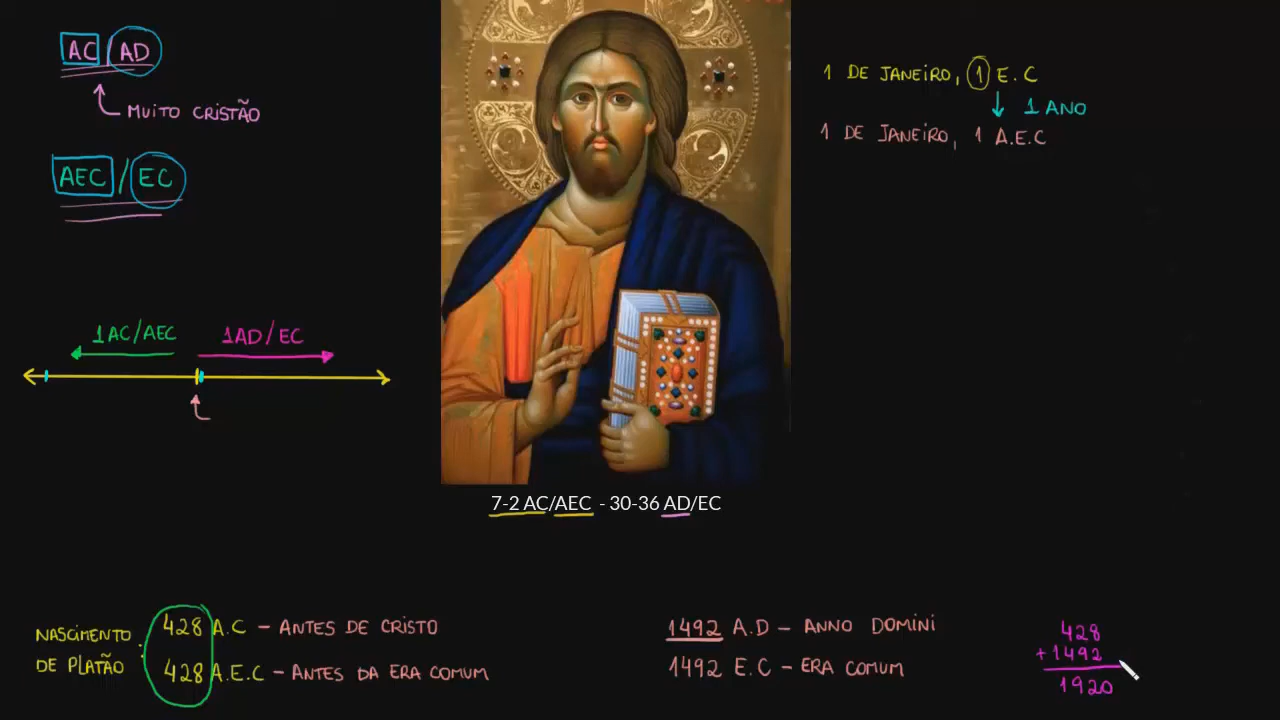 AC/AD
MUITO CRISTÃO
AEC/EC
1AC/AEC 1AD/EC
1 DE JANEIRO, 1 E.C
1 ANO
1 DE JANEIRO, 1 A.E.C
7-2 AC/AEC - 30-36 AD/EC
NASCIMENTO
DE PLATÃO :
428 A.C - ANTES DE CRISTO
428 A.E.C - ANTES DA ERA COMUM
1492 A.D - ANNO DOMINI
1492 E.C - ERA COMUM
428
+1492
1920